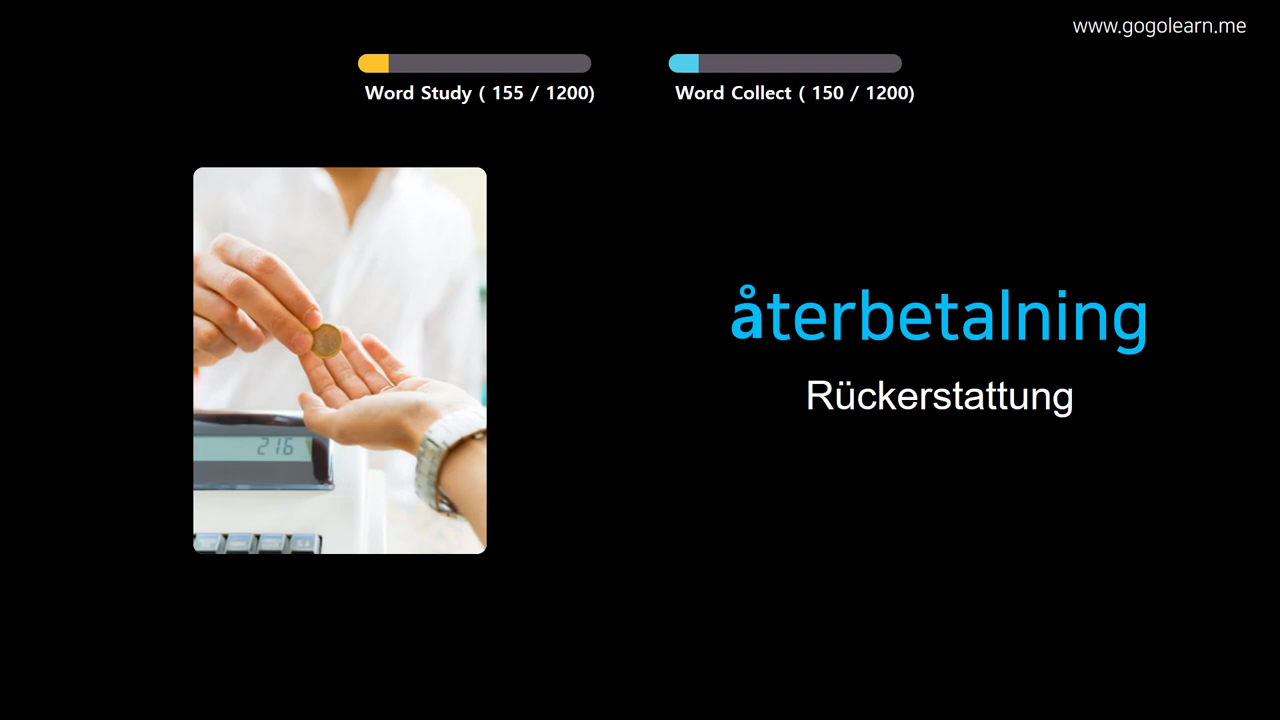 www.gogolearn.me
Word Study ( 155 / 1200)
Word Collect ( 150 / 1200)
återbetalning
Rückerstattung
216